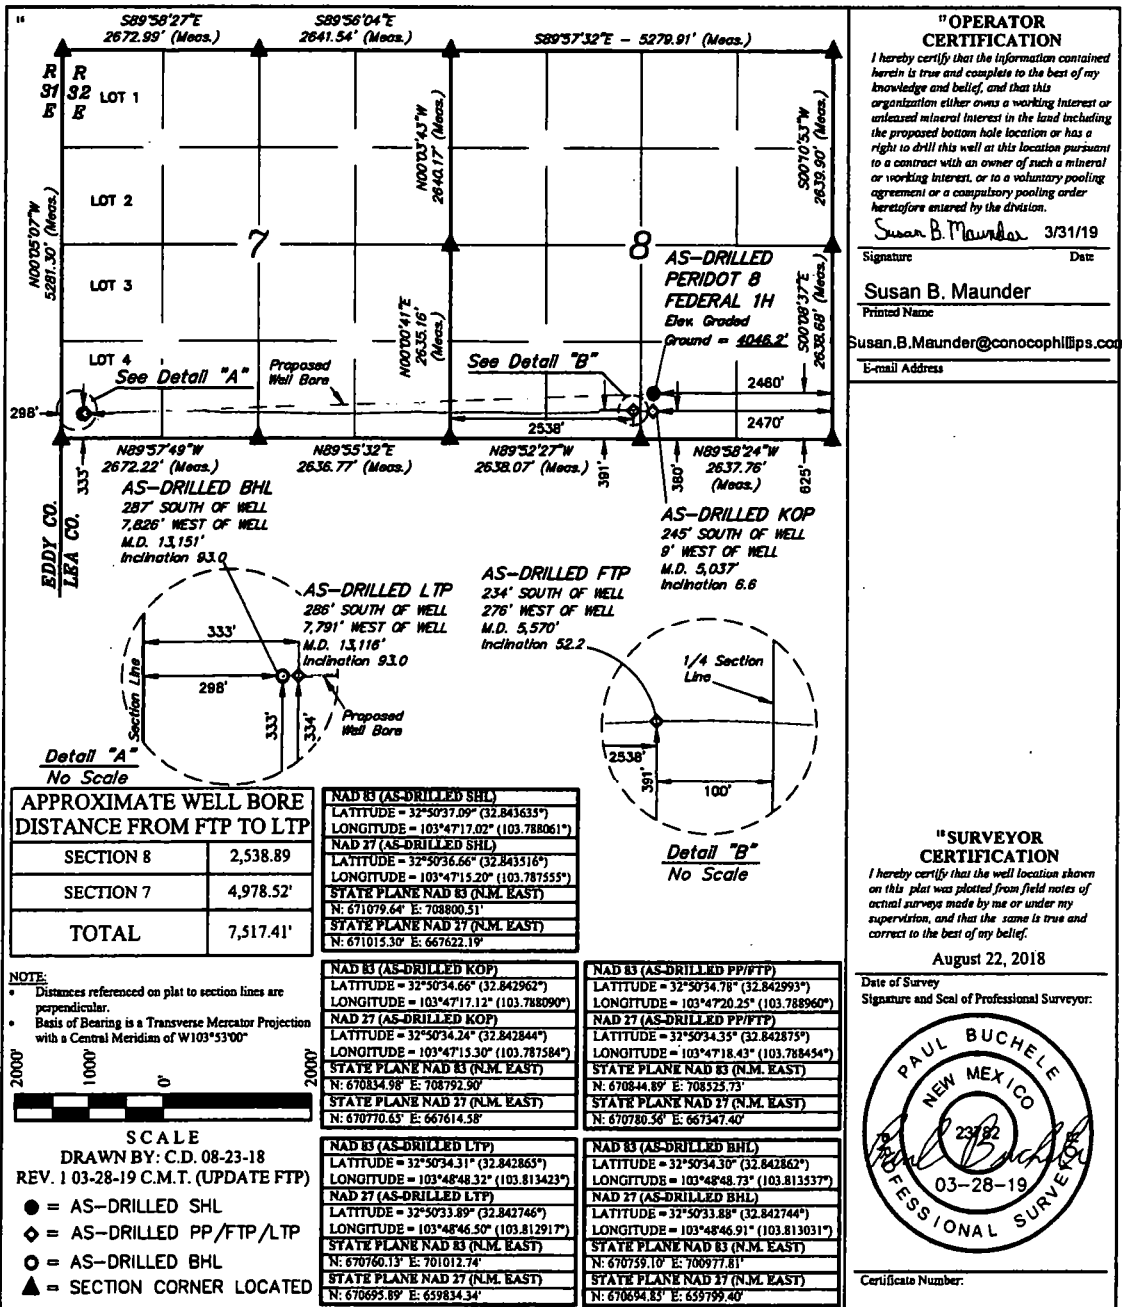 16
S89°58'27"E
2672.99' (Meas.)
S89°56'04"E
2641.54' (Meas.)
S89°57'32"E – 5279.91' (Meas.)
R R
31 32
E E
LOT 1
LOT 2
LOT 3
LOT 4
N00°05'07"W
5281.30' (Meas.)
N00°03'43"W
2640.17' (Meas.)
S00°10'53"W
2639.90' (Meas.)
7
8
N00°00'41"E
2635.16' (Meas.)
S00°08'37"E
2638.68' (Meas.)
AS–DRILLED
PERIDOT 8
FEDERAL 1H
Elev. Graded
Ground = 4046.2'
See Detail "A"
Proposed
Well Bore
See Detail "B"
298'
2460'
2538'
2470'
333'
391'
380'
625'
N89°57'49"W
2672.22' (Meas.)
N89°55'32"E
2636.77' (Meas.)
N89°52'27"W
2638.07' (Meas.)
N89°58'24"W
2637.76'
(Meas.)
EDDY CO.
LEA CO.
AS–DRILLED BHL
287' SOUTH OF WELL
7,826' WEST OF WELL
M.D. 13,151'
Inclination 93.0
AS–DRILLED LTP
286' SOUTH OF WELL
7,791' WEST OF WELL
M.D. 13,116'
Inclination 93.0
AS–DRILLED FTP
234' SOUTH OF WELL
276' WEST OF WELL
M.D. 5,570'
Inclination 52.2
AS–DRILLED KOP
245' SOUTH OF WELL
9' WEST OF WELL
M.D. 5,037'
Inclination 6.6
Section Line
333'
298'
333'
334'
Proposed
Well Bore
Detail "A"
No Scale
1/4 Section
Line
2538'
391'
100'
Detail "B"
No Scale
APPROXIMATE WELL BORE
DISTANCE FROM FTP TO LTP
SECTION 8 2,538.89
SECTION 7 4,978.52'
TOTAL 7,517.41'
NAD 83 (AS-DRILLED SHL)
LATITUDE = 32°50'37.09" (32.843635°)
LONGITUDE = 103°47'17.02" (103.788061°)
NAD 27 (AS-DRILLED SHL)
LATITUDE = 32°50'36.66" (32.843516°)
LONGITUDE = 103°47'15.20" (103.787555°)
STATE PLANE NAD 83 (N.M. EAST)
N: 671079.64' E: 708800.51'
STATE PLANE NAD 27 (N.M. EAST)
N: 671015.30' E: 667622.19'
NOTE:
• Distances referenced on plat to section lines are
perpendicular.
• Basis of Bearing is a Transverse Mercator Projection
with a Central Meridian of W103°53'00"
2000' 1000' 0' 2000'
SCALE
DRAWN BY: C.D. 08-23-18
REV. 1 03-28-19 C.M.T. (UPDATE FTP)
= AS–DRILLED SHL
= AS–DRILLED PP/FTP/LTP
= AS–DRILLED BHL
= SECTION CORNER LOCATED
NAD 83 (AS-DRILLED KOP)
LATITUDE = 32°50'34.66" (32.842962°)
LONGITUDE = 103°47'17.12" (103.788090°)
NAD 27 (AS-DRILLED KOP)
LATITUDE = 32°50'34.24" (32.842844°)
LONGITUDE = 103°47'15.30" (103.787584°)
STATE PLANE NAD 83 (N.M. EAST)
N: 670834.98' E: 708792.90'
STATE PLANE NAD 27 (N.M. EAST)
N: 670770.65' E: 667614.58'
NAD 83 (AS-DRILLED PP/FTP)
LATITUDE = 32°50'34.78" (32.842993°)
LONGITUDE = 103°47'20.25" (103.788960°)
NAD 27 (AS-DRILLED PP/FTP)
LATITUDE = 32°50'34.35" (32.842875°)
LONGITUDE = 103°47'18.43" (103.788454°)
STATE PLANE NAD 83 (N.M. EAST)
N: 670844.89' E: 708525.73'
STATE PLANE NAD 27 (N.M. EAST)
N: 670780.56' E: 667347.40'
NAD 83 (AS-DRILLED LTP)
LATITUDE = 32°50'34.31" (32.842865°)
LONGITUDE = 103°48'48.32" (103.813423°)
NAD 27 (AS-DRILLED LTP)
LATITUDE = 32°50'33.89" (32.842746°)
LONGITUDE = 103°48'46.50" (103.812917°)
STATE PLANE NAD 83 (N.M. EAST)
N: 670760.13' E: 701012.74'
STATE PLANE NAD 27 (N.M. EAST)
N: 670695.89' E: 659834.34'
NAD 83 (AS-DRILLED BHL)
LATITUDE = 32°50'34.30" (32.842862°)
LONGITUDE = 103°48'48.73" (103.813537°)
NAD 27 (AS-DRILLED BHL)
LATITUDE = 32°50'33.88" (32.842744°)
LONGITUDE = 103°48'46.91" (103.813031°)
STATE PLANE NAD 83 (N.M. EAST)
N: 670759.10' E: 700977.81'
STATE PLANE NAD 27 (N.M. EAST)
N: 670694.85' E: 659799.40'
"OPERATOR
CERTIFICATION
I hereby certify that the information contained
herein is true and complete to the best of my
knowledge and belief, and that this
organization either owns a working interest or
unleased mineral interest in the land including
the proposed bottom hole location or has a
right to drill this well at this location pursuant
to a contract with an owner of such a mineral
or working interest, or to a voluntary pooling
agreement or a compulsory pooling order
heretofore entered by the division.
Susan B. Maunder 3/31/19
Signature Date
Susan B. Maunder
Printed Name
Susan.B.Maunder@conocophillips.com
E-mail Address
"SURVEYOR
CERTIFICATION
I hereby certify that the well location shown
on this plat was plotted from field notes of
actual surveys made by me or under my
supervision, and that the same is true and
correct to the best of my belief.
August 22, 2018
Date of Survey
Signature and Seal of Professional Surveyor:
PAUL BUCHELE
NEW MEXICO
23782
Paul Buchele
03-28-19
PROFESSIONAL SURVEYOR
Certificate Number: